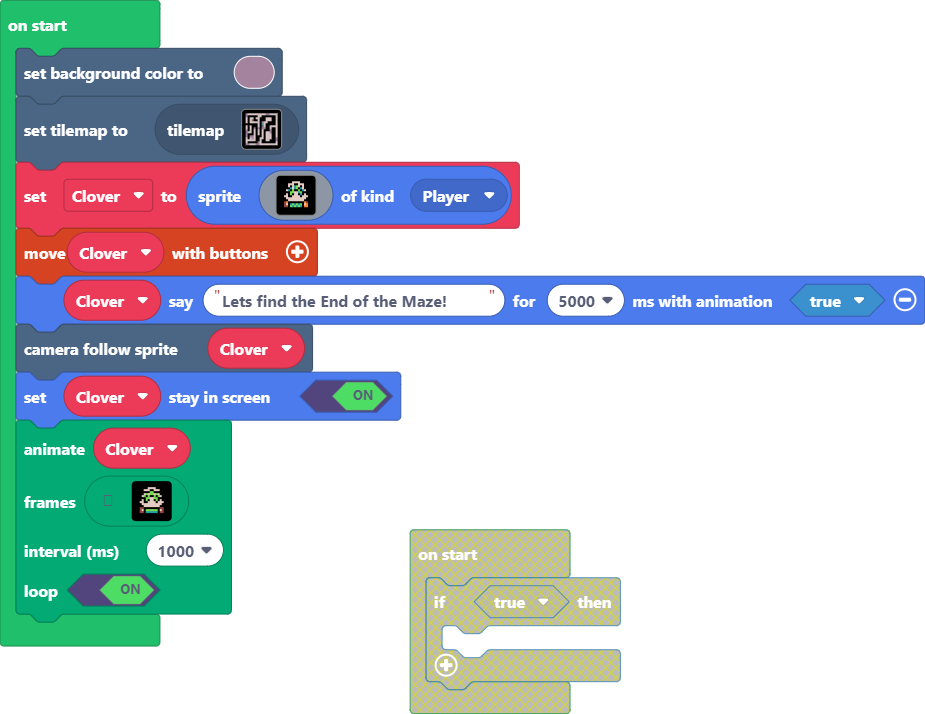 on start
set background color to
set tilemap to tilemap
set Clover to sprite of kind Player
move Clover with buttons
Clover say "Lets find the End of the Maze! " for 5000 ms with animation true
camera follow sprite Clover
set Clover stay in screen ON
animate Clover
frames
interval (ms) 1000
loop ON
on start
if true then